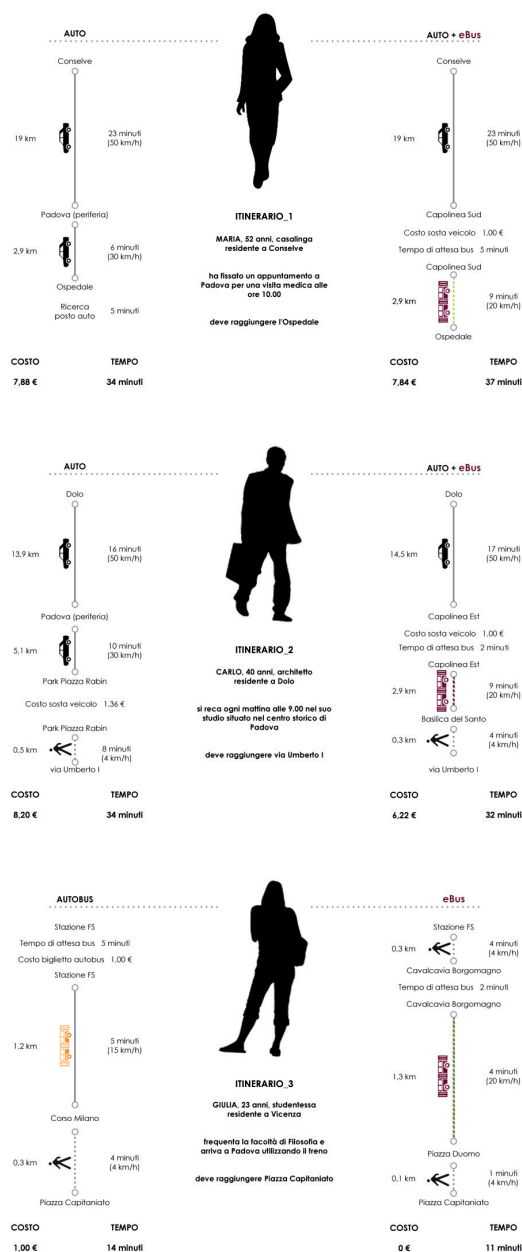 AUTO
Conselve
19 km
23 minuti
(50 km/h)
Padova (periferia)
2,9 km
6 minuti
(30 km/h)
Ospedale
Ricerca
posto auto
5 minuti
COSTO
TEMPO
7,88 €
34 minuti
ITINERARIO_1
MARIA, 52 anni, casalinga
residente a Conselve
ha fissato un appuntamento a
Padova per una visita medica alle
ore 10.00
deve raggiungere l'Ospedale
AUTO + eBus
Conselve
19 km
23 minuti
(50 km/h)
Capolinea Sud
Costo sosta veicolo 1,00 €
Tempo di attesa bus 5 minuti
Capolinea Sud
2,9 km
9 minuti
(20 km/h)
Ospedale
COSTO
TEMPO
7,84 €
37 minuti
AUTO
Dolo
13,9 km
16 minuti
(50 km/h)
Padova (periferia)
5,1 km
10 minuti
(30 km/h)
Park Piazza Rabin
Costo sosta veicolo 1,36 €
Park Piazza Rabin
0,5 km
8 minuti
(4 km/h)
via Umberto I
COSTO
TEMPO
8,20 €
34 minuti
ITINERARIO_2
CARLO, 40 anni, architetto
residente a Dolo
si reca ogni mattina alle 9.00 nel suo
studio situato nel centro storico di
Padova
deve raggiungere via Umberto I
AUTO + eBus
Dolo
14,5 km
17 minuti
(50 km/h)
Capolinea Est
Costo sosta veicolo 1,00 €
Tempo di attesa bus 2 minuti
Capolinea Est
2,9 km
9 minuti
(20 km/h)
Basilica del Santo
0,3 km
4 minuti
(4 km/h)
via Umberto I
COSTO
TEMPO
6,22 €
32 minuti
AUTOBUS
Stazione FS
Tempo di attesa bus 5 minuti
Costo biglietto autobus 1,00 €
Stazione FS
1,2 km
5 minuti
(15 km/h)
Corso Milano
0,3 km
4 minuti
(4 km/h)
Piazza Capitaniato
COSTO
TEMPO
1,00 €
14 minuti
ITINERARIO_3
GIULIA, 23 anni, studentessa
residente a Vicenza
frequenta la facoltà di Filosofia e
arriva a Padova utilizzando il treno
deve raggiungere Piazza Capitaniato
eBus
Stazione FS
0,3 km
4 minuti
(4 km/h)
Cavalcavia Borgomagno
Tempo di attesa bus 2 minuti
Cavalcavia Borgomagno
1,3 km
4 minuti
(20 km/h)
Piazza Duomo
0,1 km
1 minuti
(4 km/h)
Piazza Capitaniato
COSTO
TEMPO
0 €
11 minuti